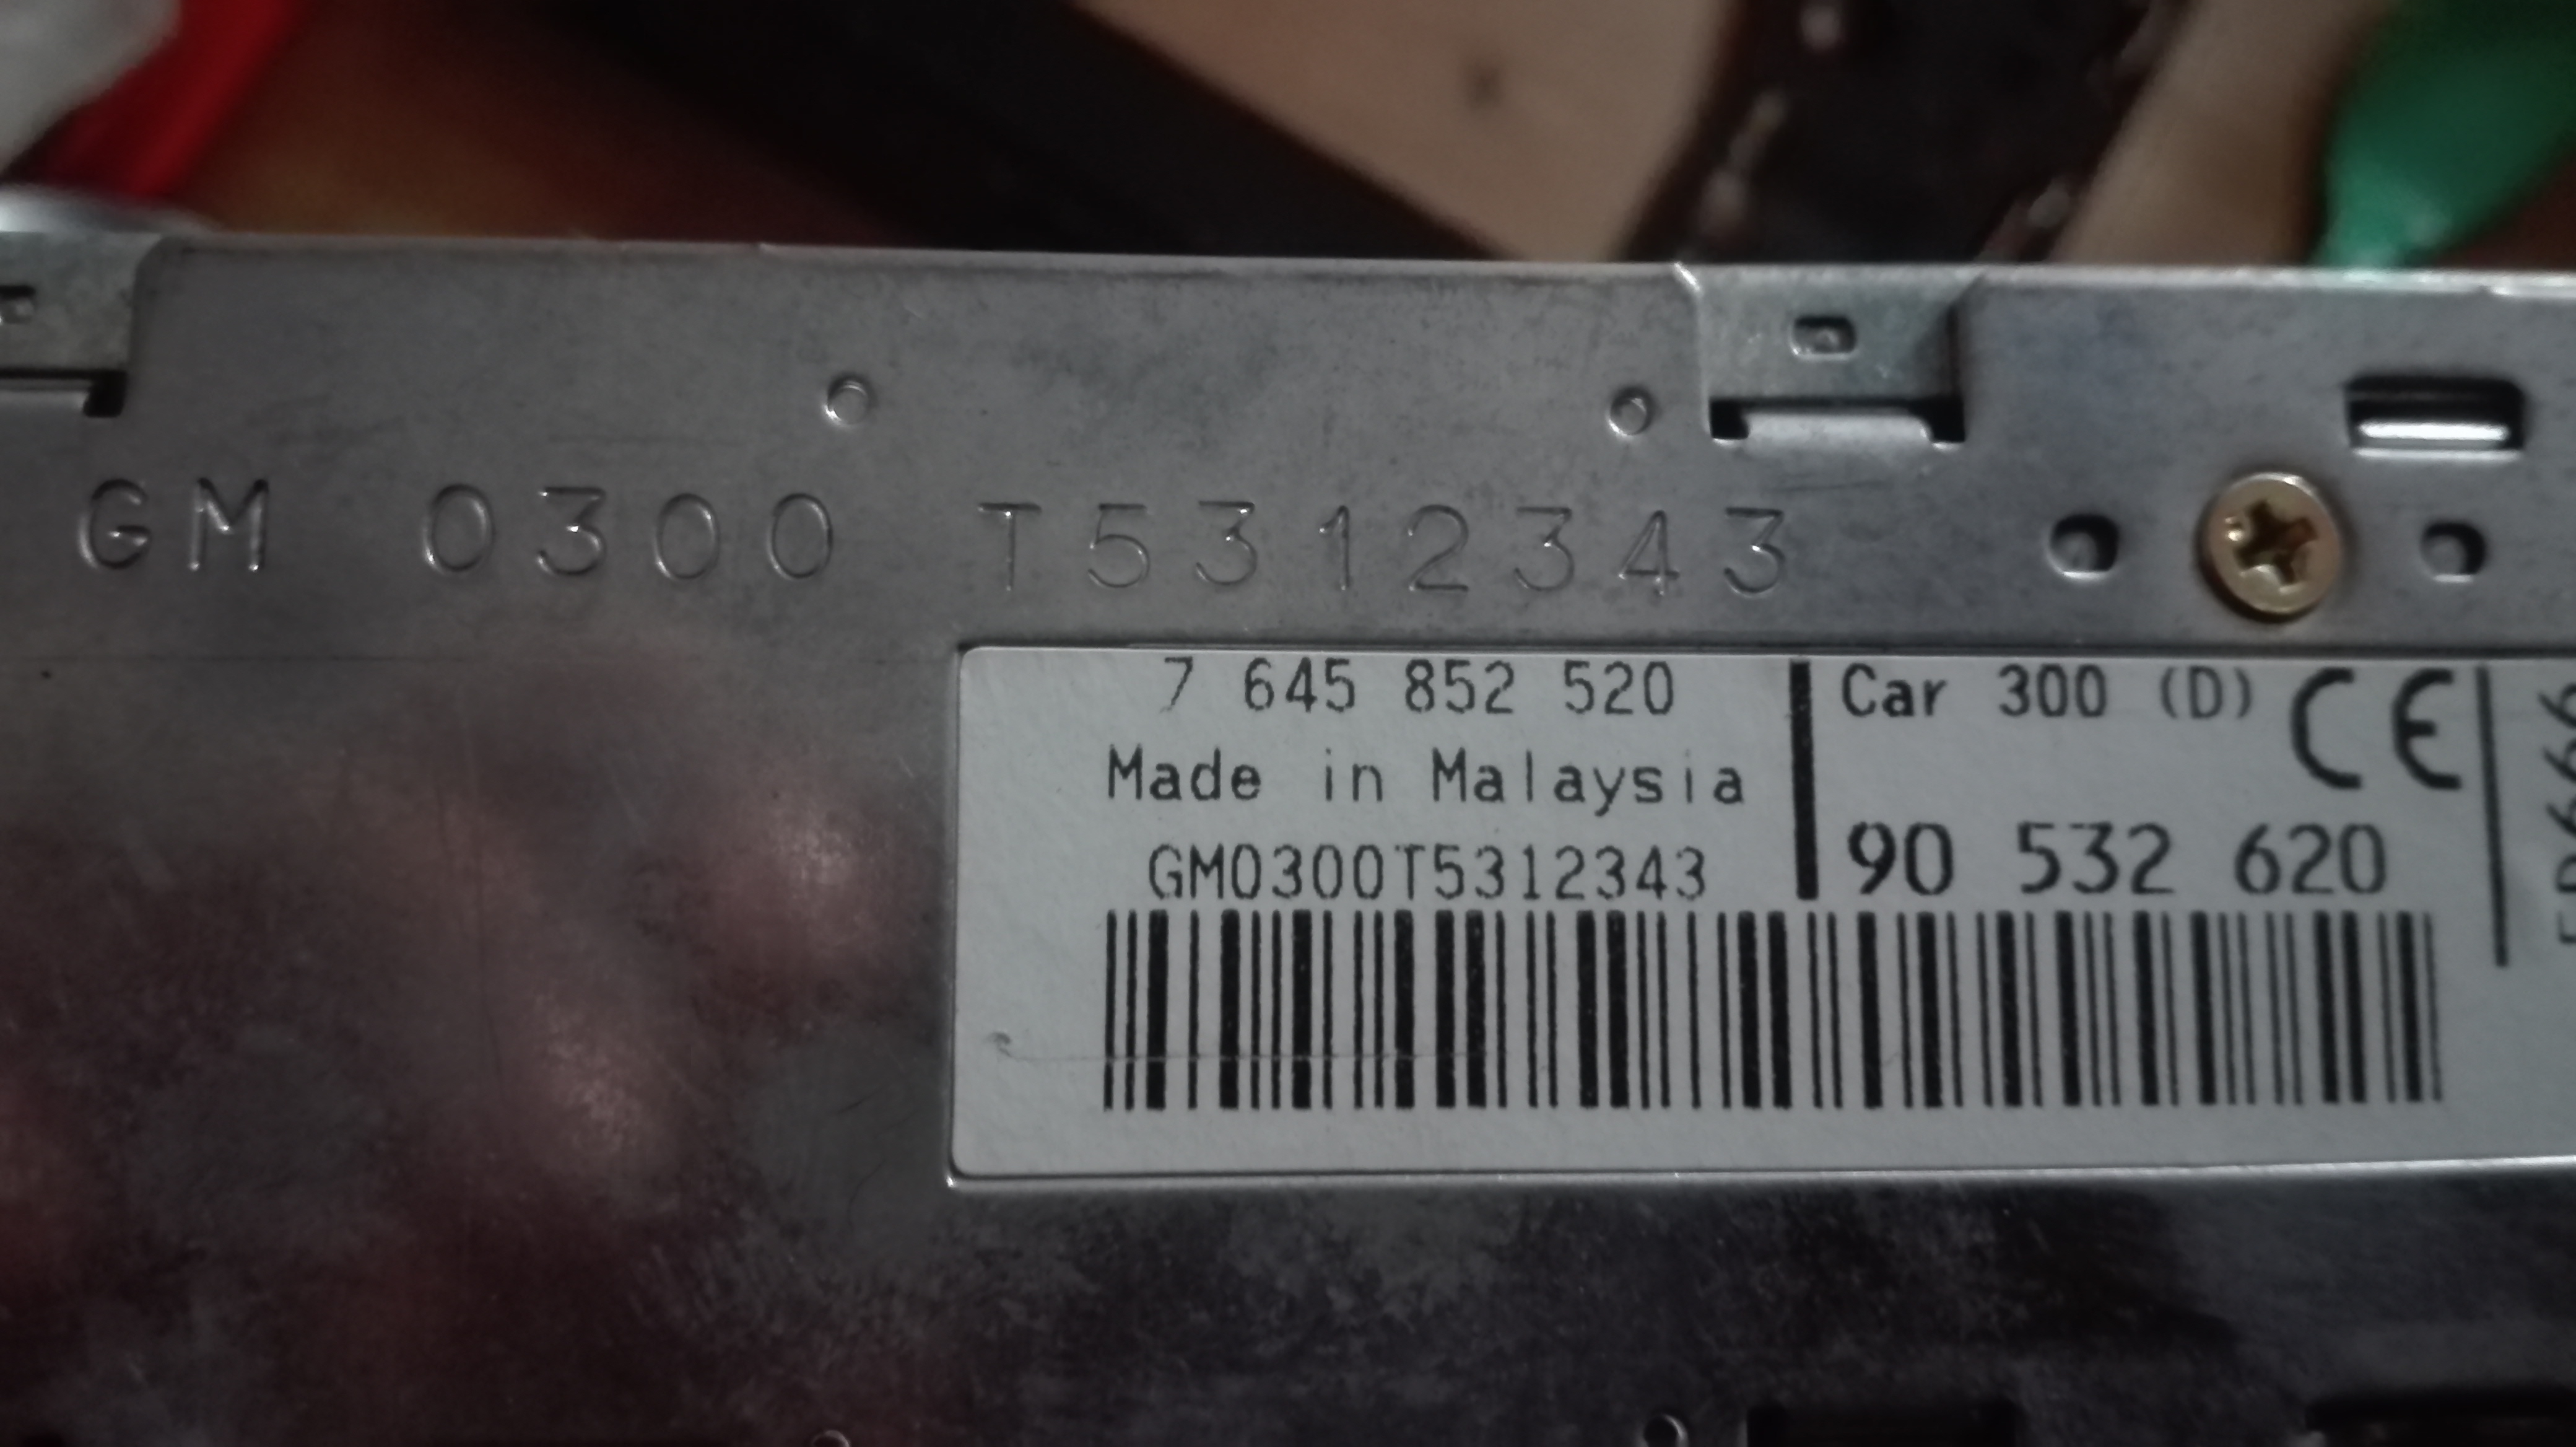 GM 0300 T5312343
7 645 852 520
Made in Malaysia
GM0300T5312343
Car 300 (D) CE
90 532 620